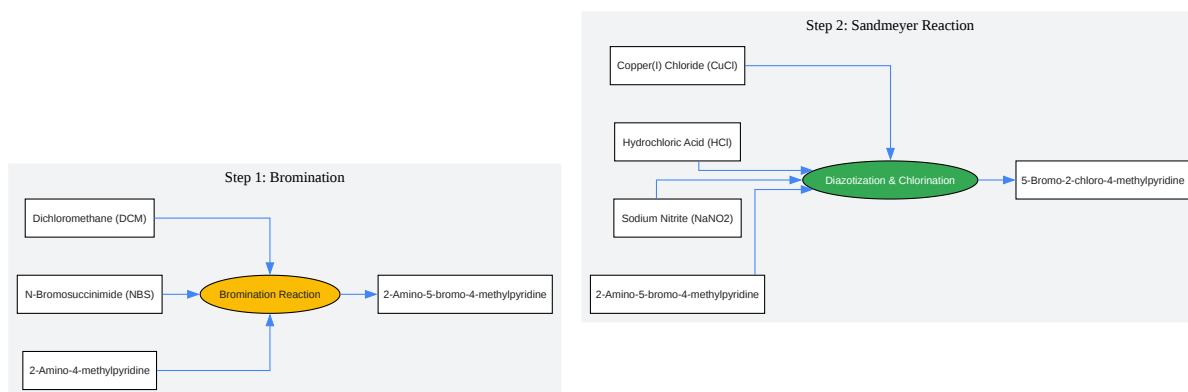 Step 1: Bromination
Dichloromethane (DCM)
N-Bromosuccinimide (NBS)
Bromination Reaction
2-Amino-5-bromo-4-methylpyridine
2-Amino-4-methylpyridine
Step 2: Sandmeyer Reaction
Copper(I) Chloride (CuCl)
Hydrochloric Acid (HCl)
Diazotization & Chlorination
5-Bromo-2-chloro-4-methylpyridine
Sodium Nitrite (NaNO2)
2-Amino-5-bromo-4-methylpyridine